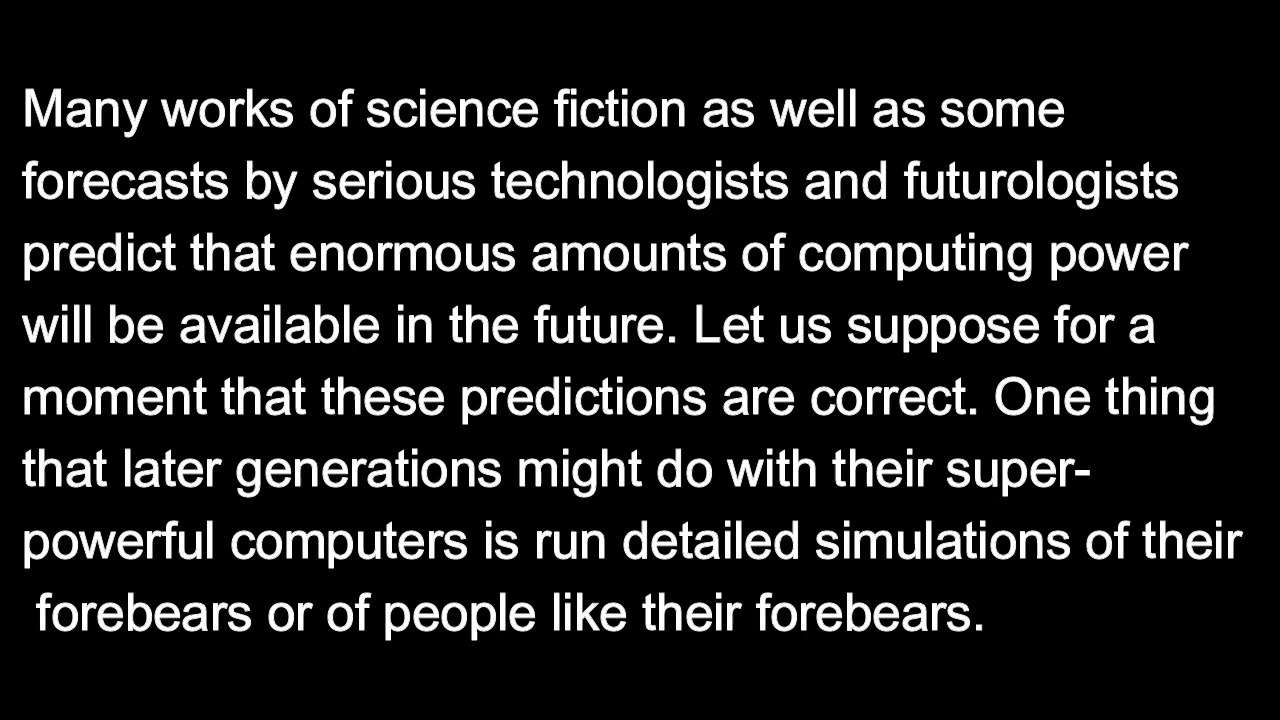 Many works of science fiction as well as some
forecasts by serious technologists and futurologists
predict that enormous amounts of computing power
will be available in the future. Let us suppose for a
moment that these predictions are correct. One thing
that later generations might do with their super-
powerful computers is run detailed simulations of their
forebears or of people like their forebears.